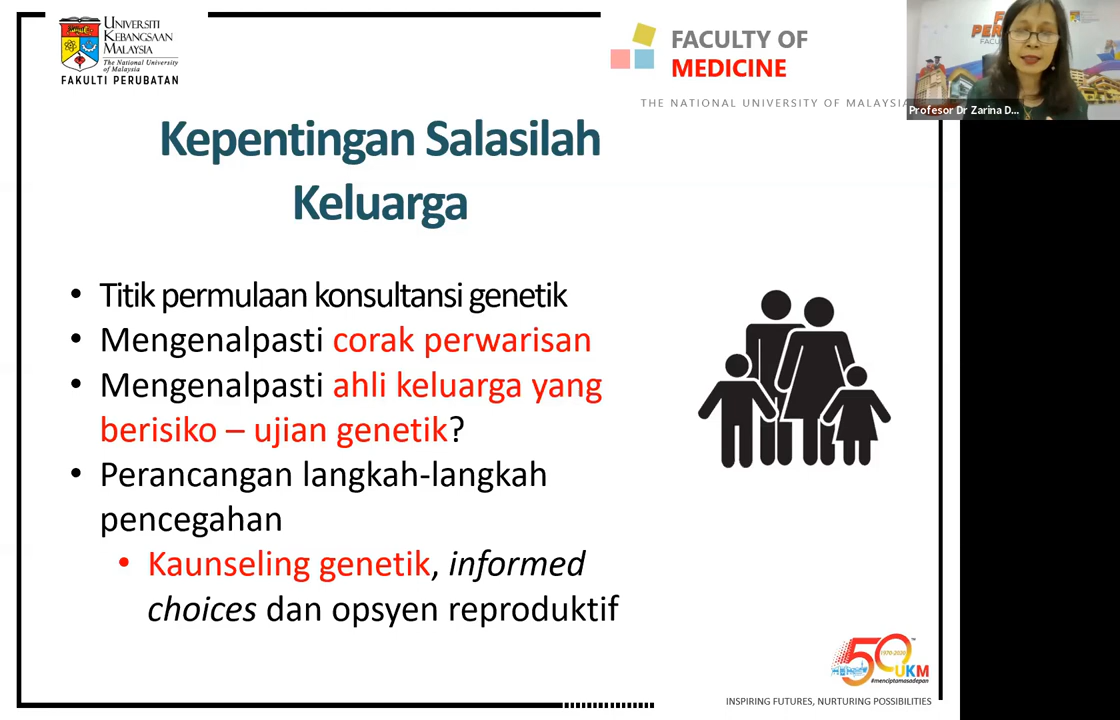 UNIVERSITI
KEBANGSAAN
MALAYSIA
The National University
of Malaysia
FAKULTI PERUBATAN
FACULTY OF
MEDICINE
THE NATIONAL UNIVERSITY OF MALAYSIA
Profesor Dr Zarina D...
Kepentingan Salasilah
Keluarga
• Titik permulaan konsultansi genetik
• Mengenalpasti corak perwarisan
• Mengenalpasti ahli keluarga yang
berisiko – ujian genetik?
• Perancangan langkah-langkah
pencegahan
• Kaunseling genetik, informed
choices dan opsyen reproduktif
50
1970-2020
UKM
#menciptamasadepan
INSPIRING FUTURES, NURTURING POSSIBILITIES